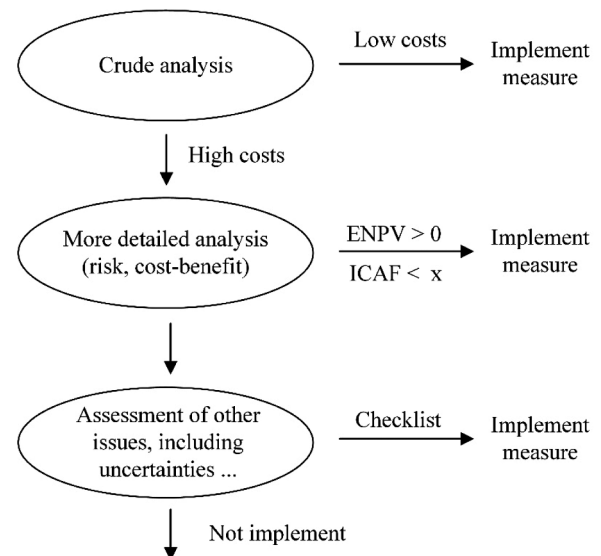 Crude analysis
Low costs
Implement
measure
High costs
More detailed analysis
(risk, cost-benefit)
ENPV > 0
ICAF < x
Implement
measure
Assessment of other
issues, including
uncertainties ...
Checklist
Implement
measure
Not implement